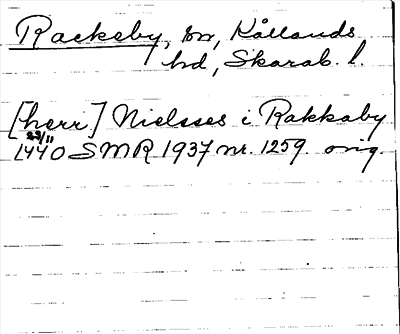 Rackeby, sn, Kållands
hd, Skarab. l.
[herr] Nielsses i Rakkaby
23/11
1440 SMR 1937 nr. 1259. orig.